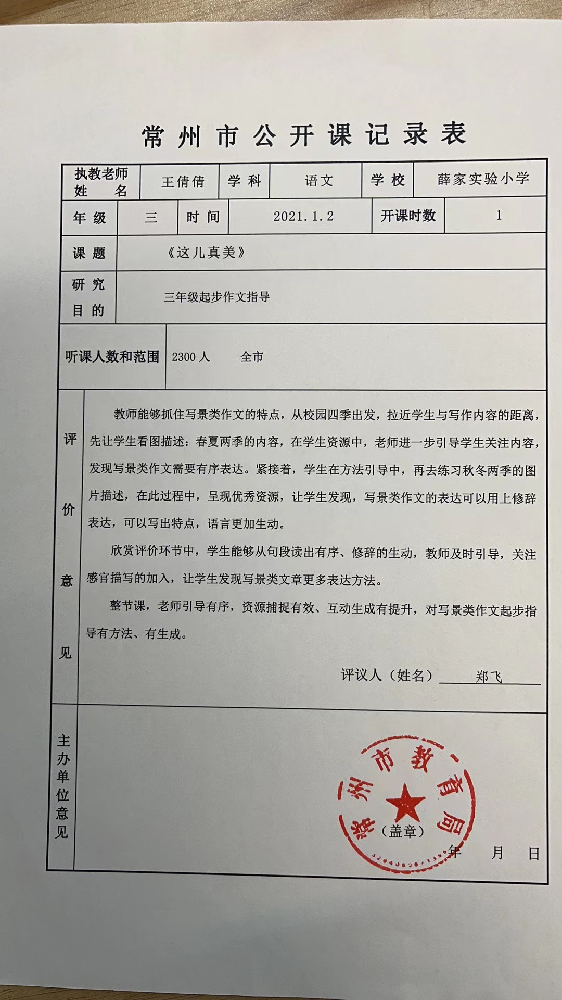 常州市公开课记录表
执教老师姓名 王倩倩 学科 语文 学校 薛家实验小学
年级 三 时间 2021.1.2 开课时数 1
课题 《这儿真美》
研究目的 三年级起步作文指导
听课人数和范围 2300人 全市
评价意见
教师能够抓住写景类作文的特点，从校园四季出发，拉近学生与写作内容的距离，
先让学生看图描述：春夏两季的内容，在学生资源中，老师进一步引导学生关注内容，
发现写景类作文需要有序表达。紧接着，学生在方法引导中，再去练习秋冬两季的图
片描述，在此过程中，呈现优秀资源，让学生发现，写景类作文的表达可以用上修辞
表达，可以写出特点，语言更加生动。
欣赏评价环节中，学生能够从句段读出有序、修辞的生动，教师及时引导，关注
感官描写的加入，让学生发现写景类文章更多表达方法。
整节课，老师引导有序，资源捕捉有效、互动生成有提升，对写景类作文起步指
导有方法、有生成。
评议人（姓名） 郑飞
主办单位意见
常州市教育局
（盖章）
年 月 日